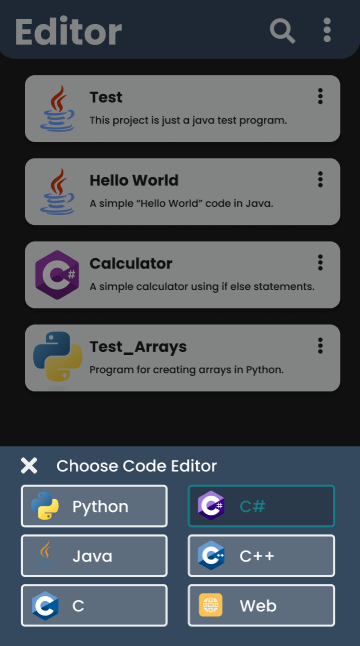 Editor
Test
This project is just a java test program.
Hello World
A simple “Hello World” code in Java.
Calculator
A simple calculator using if else statements.
Test_Arrays
Program for creating arrays in Python.
Choose Code Editor
Python
C#
Java
C++
C
Web